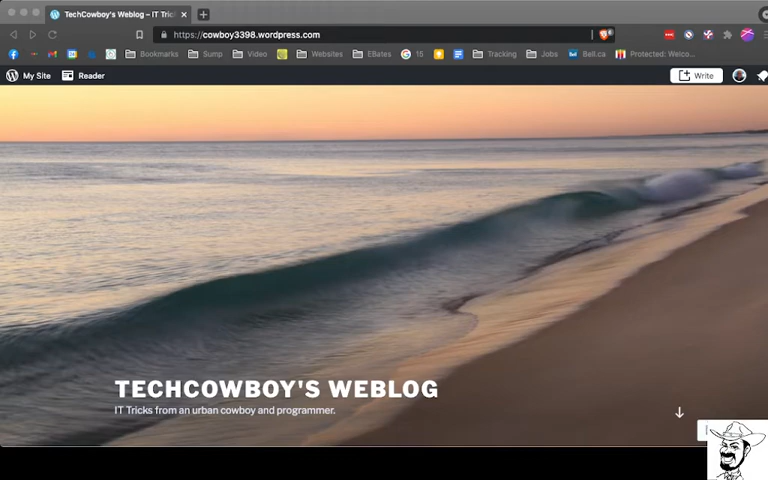 TechCowboy's Weblog – IT Tric
https://cowboy3398.wordpress.com
Bookmarks Sump Video Websites EBates 15 Tracking Jobs Bell.ca Protected: Welco...
My Site Reader Write
TECHCOWBOY'S WEBLOG
IT Tricks from an urban cowboy and programmer.